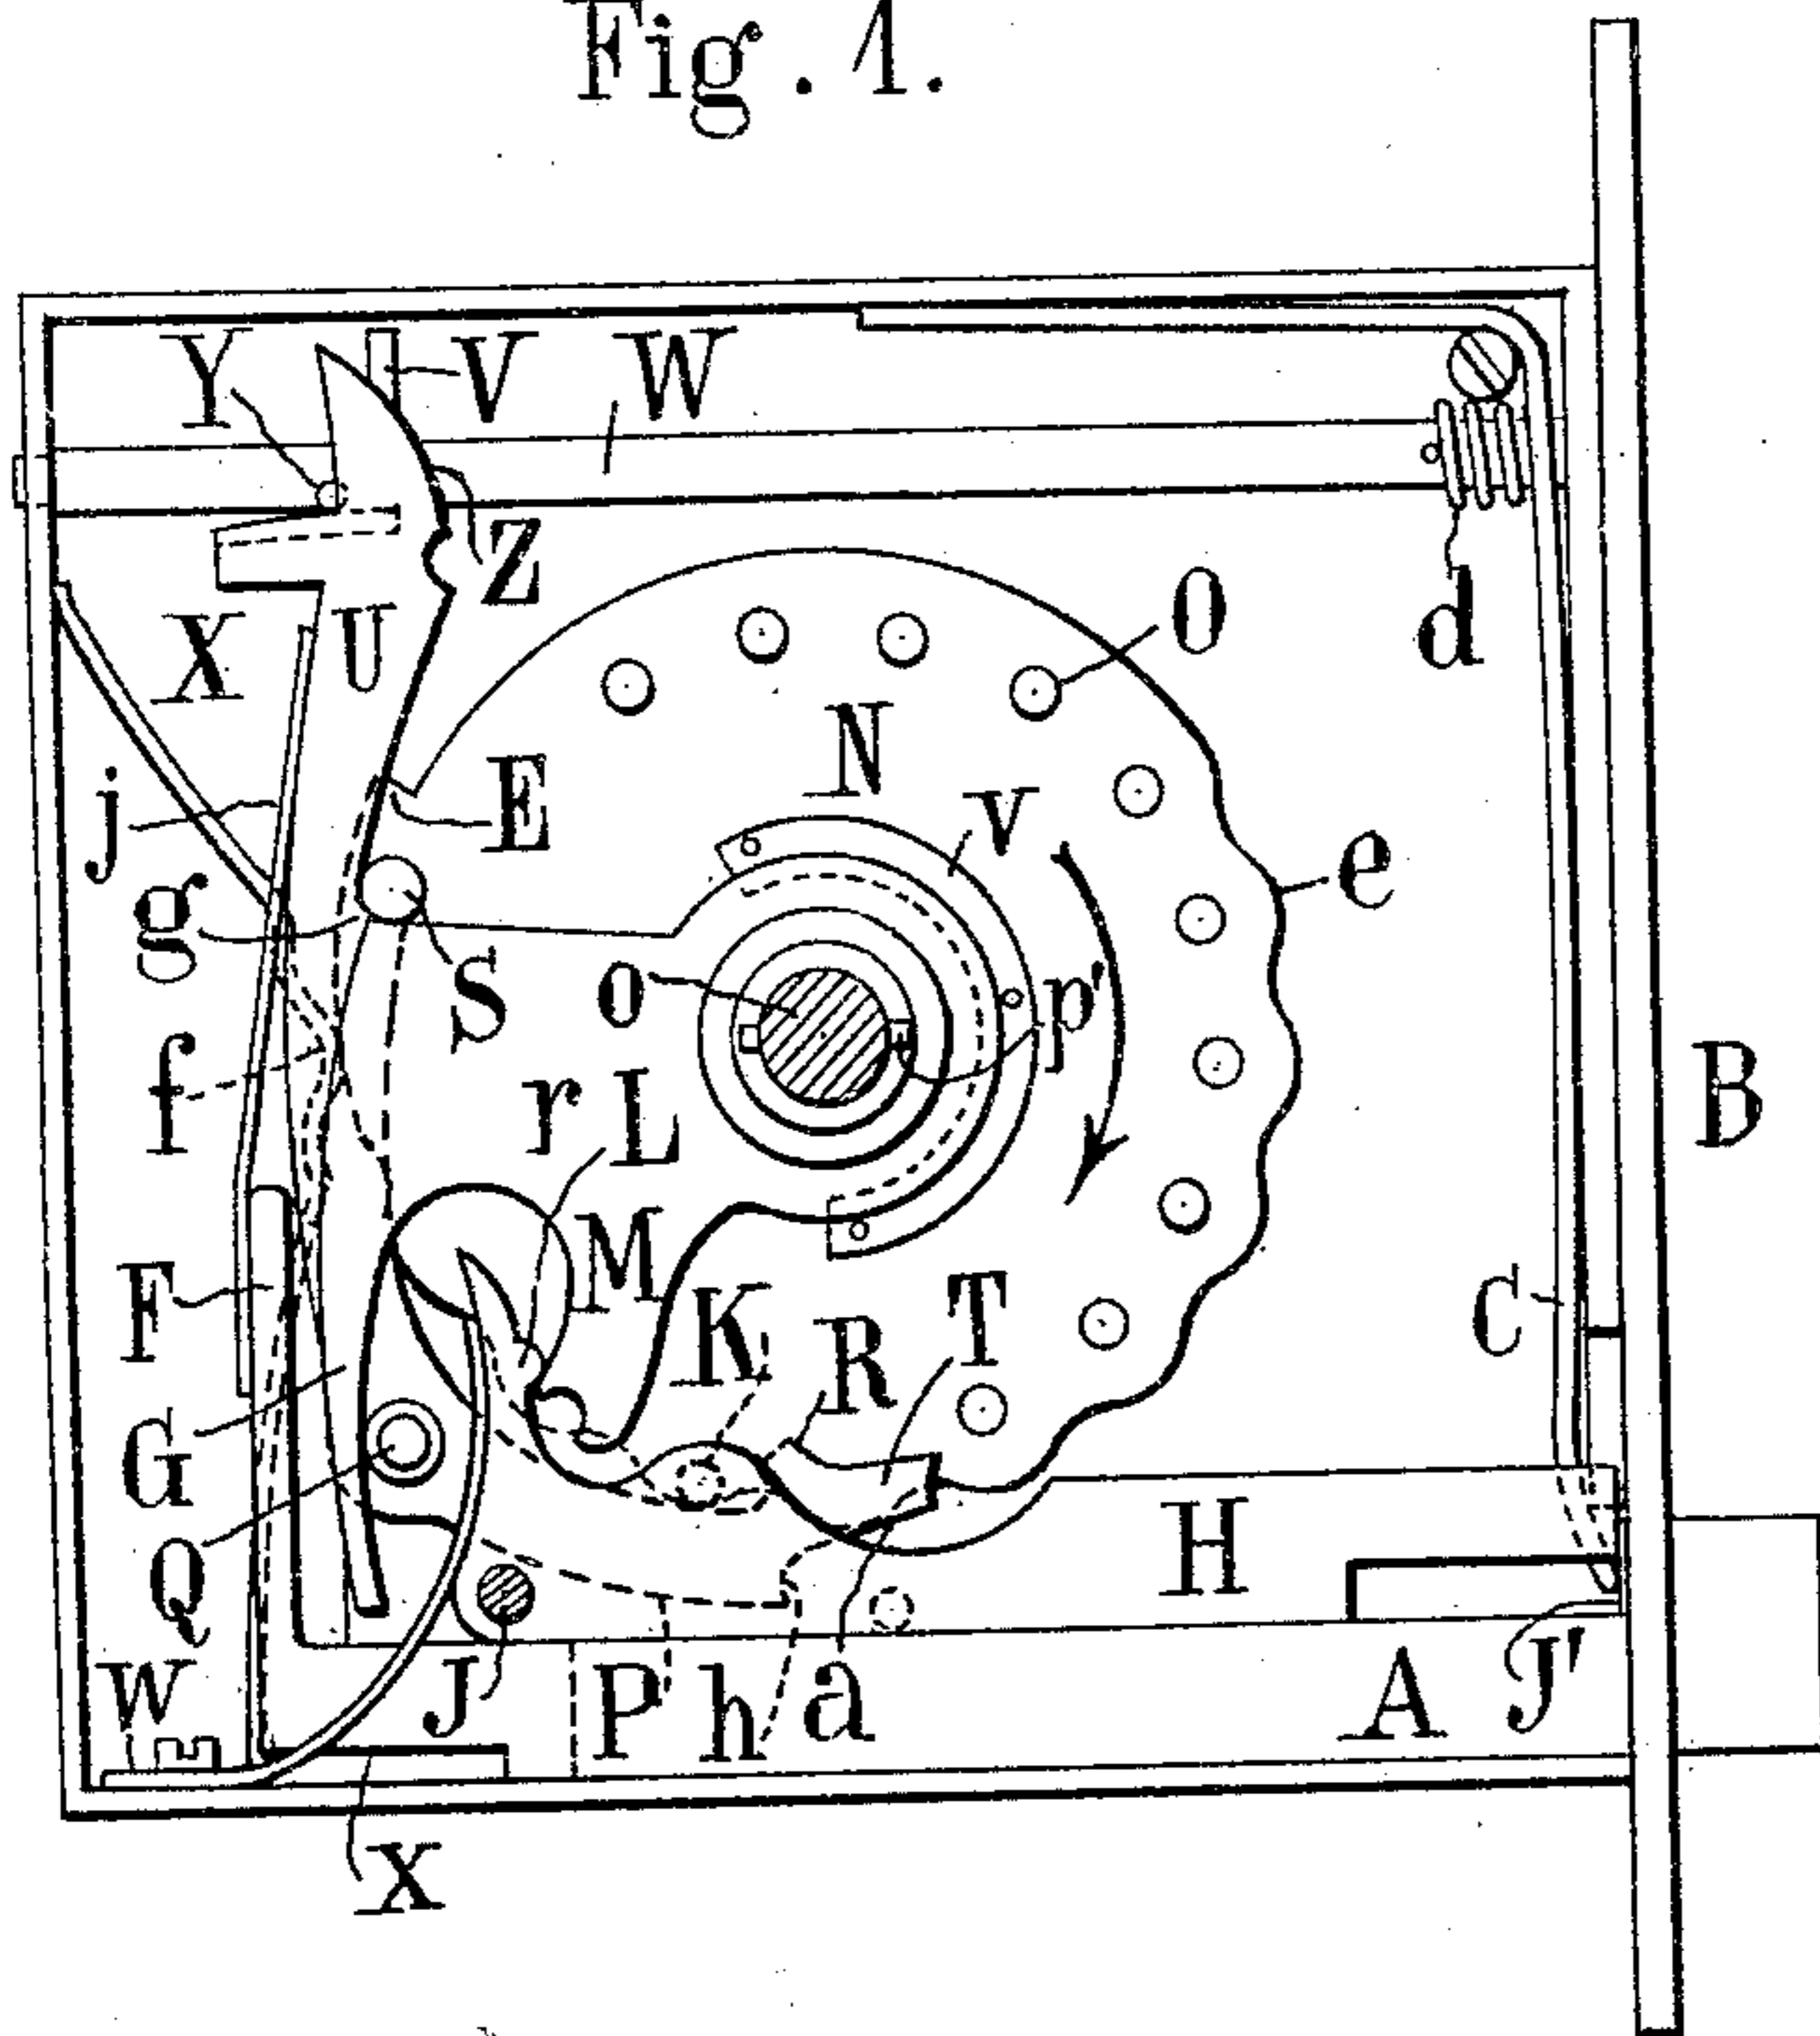 Fig. 1.
Y V W
Z
X U O d
N
j E v e
g
S o p'
f r L B
M
F K R T C
G
Q H
w J P h a A J'
x